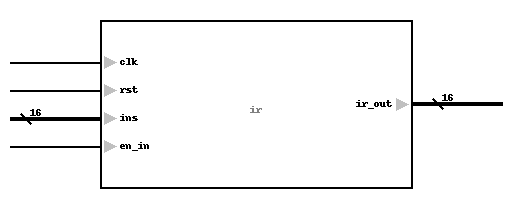 clk
rst
16
ins
en_in
ir
ir_out
16